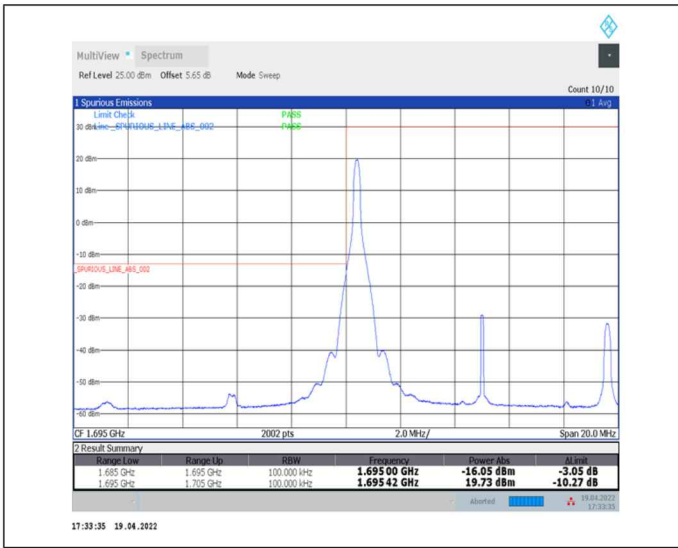 MultiView Spectrum
Ref Level 25.00 dBm Offset 5.65 dB Mode Sweep
Count 10/10
1 Spurious Emissions 1 Avg
Limit Check PASS
30 dBm Line _SPURIOUS_LINE_ABS_002 PASS
20 dBm
10 dBm
0 dBm
-10 dBm
_SPURIOUS_LINE_ABS_002
-20 dBm
-30 dBm
-40 dBm
-50 dBm
-60 dBm
CF 1.695 GHz 2002 pts 2.0 MHz/ Span 20.0 MHz
2 Result Summary
Range Low Range Up RBW Frequency Power Abs ΔLimit
1.685 GHz 1.695 GHz 100.000 kHz 1.695 00 GHz -16.05 dBm -3.05 dB
1.695 GHz 1.705 GHz 100.000 kHz 1.695 42 GHz 19.73 dBm -10.27 dB
Aborted 19.04.2022
17:33:35
17:33:35 19.04.2022